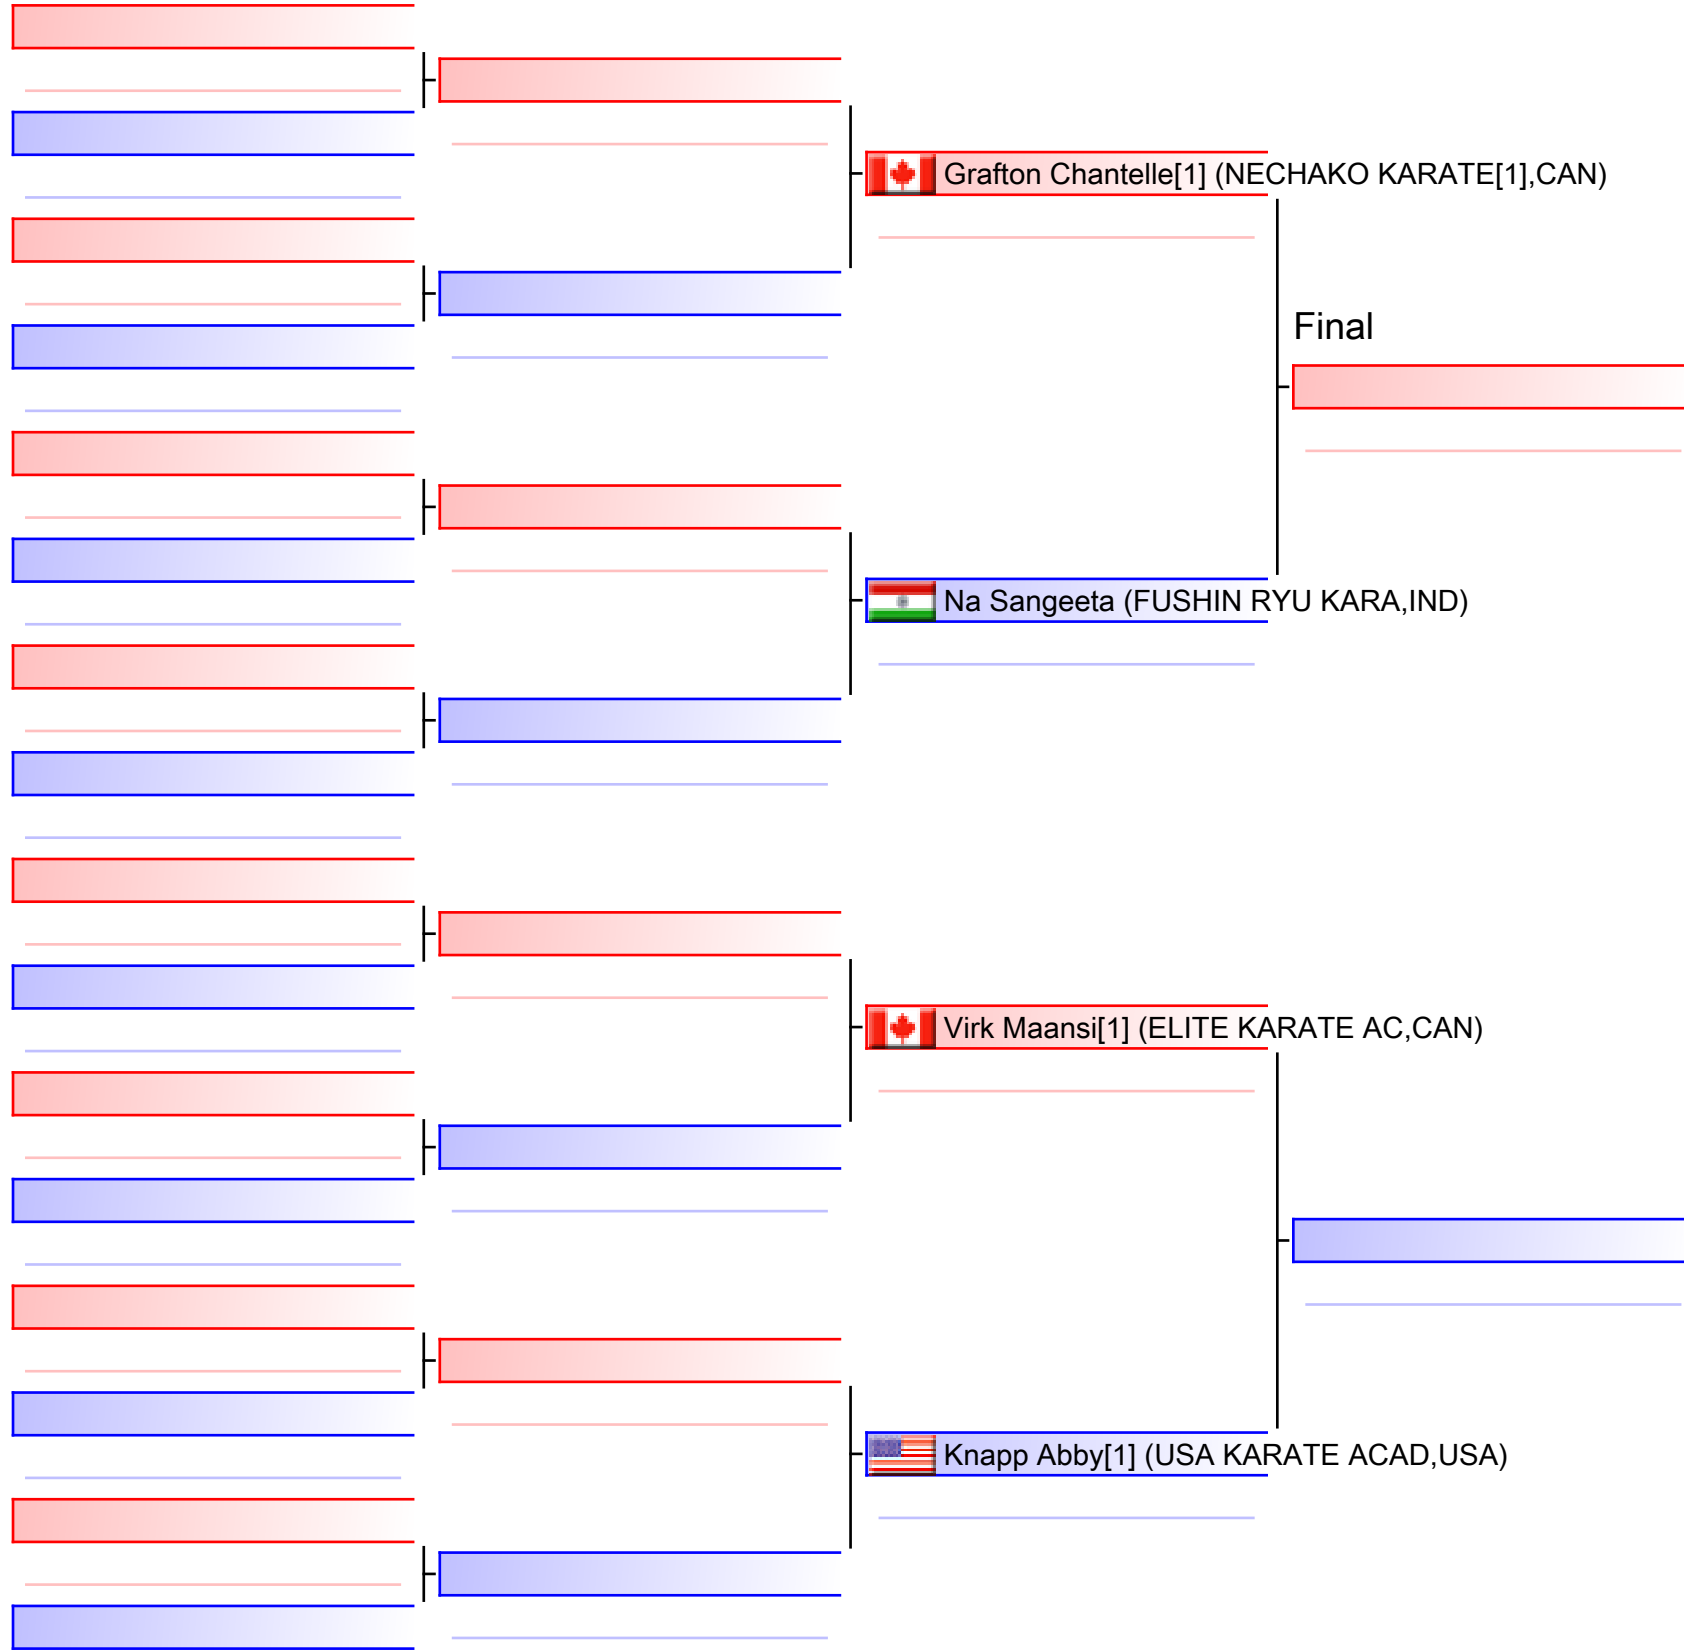 Grafton Chantelle[1] (NECHAKO KARATE[1],CAN)
Final
Na Sangeeta (FUSHIN RYU KARA,IND)
Virk Maansi[1] (ELITE KARATE AC,CAN)
Knapp Abby[1] (USA KARATE ACAD,USA)